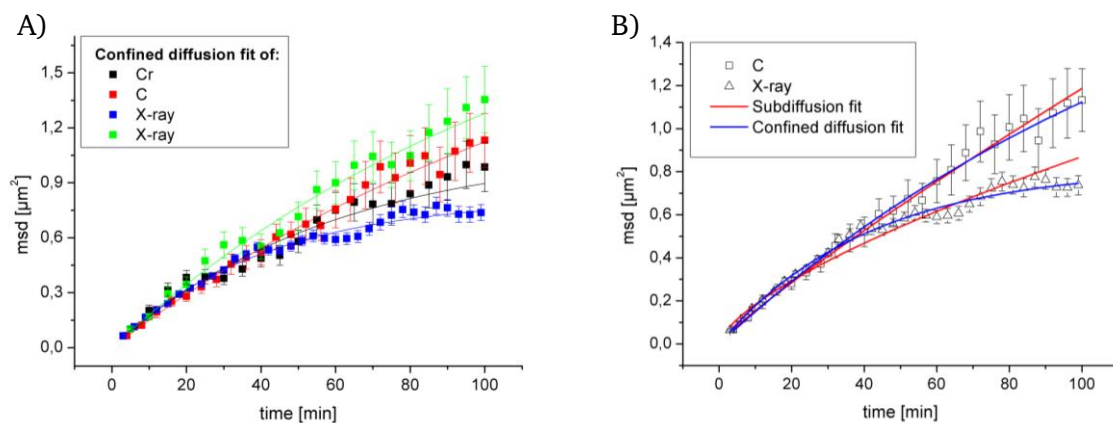 A)
Confined diffusion fit of:
Cr
C
X-ray
X-ray
msd [µm²]
1,5
1,2
0,9
0,6
0,3
0,0
0 20 40 60 80 100
time [min]
B)
C
X-ray
Subdiffusion fit
Confined diffusion fit
msd [µm²]
1,4
1,2
1,0
0,8
0,6
0,4
0,2
0,0
0 20 40 60 80 100
time [min]